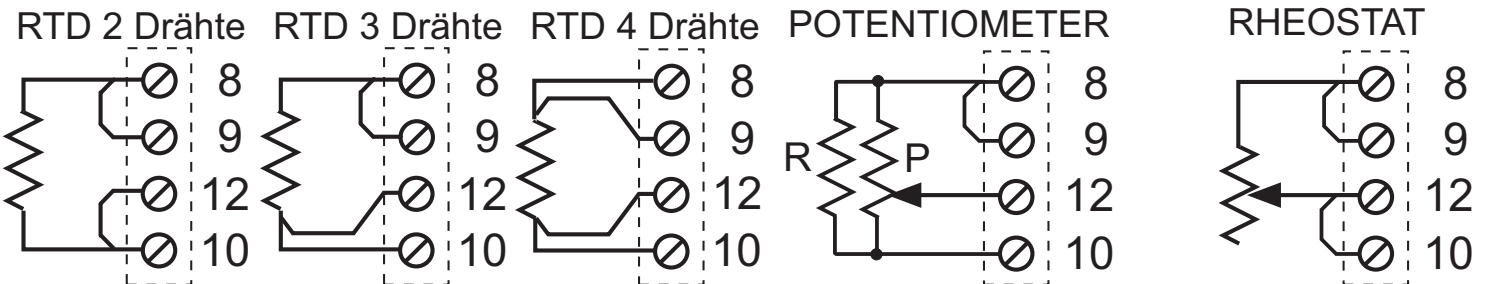 RTD 2 Drähte RTD 3 Drähte RTD 4 Drähte POTENTIOMETER RHEOSTAT
8 8 8 8 8
9 9 9 9 9
R P
12 12 12 12 12
10 10 10 10 10